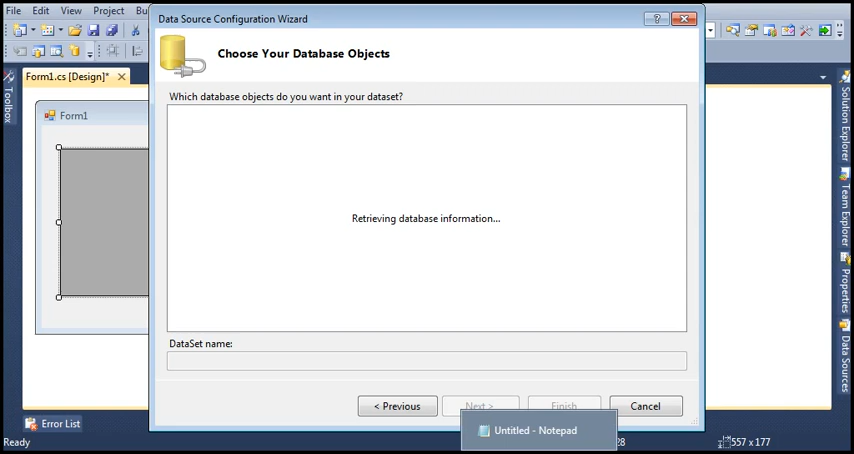 Data Source Configuration Wizard
File Edit View Project Bu
Choose Your Database Objects
Form1.cs [Design]*
Which database objects do you want in your dataset?
Toolbox
Form1
Retrieving database information...
DataSet name:
< Previous
Next >
Finish
Cancel
Solution Explorer
Team Explorer
Properties
Data Sources
Error List
Untitled - Notepad
Ready
28
557 x 177